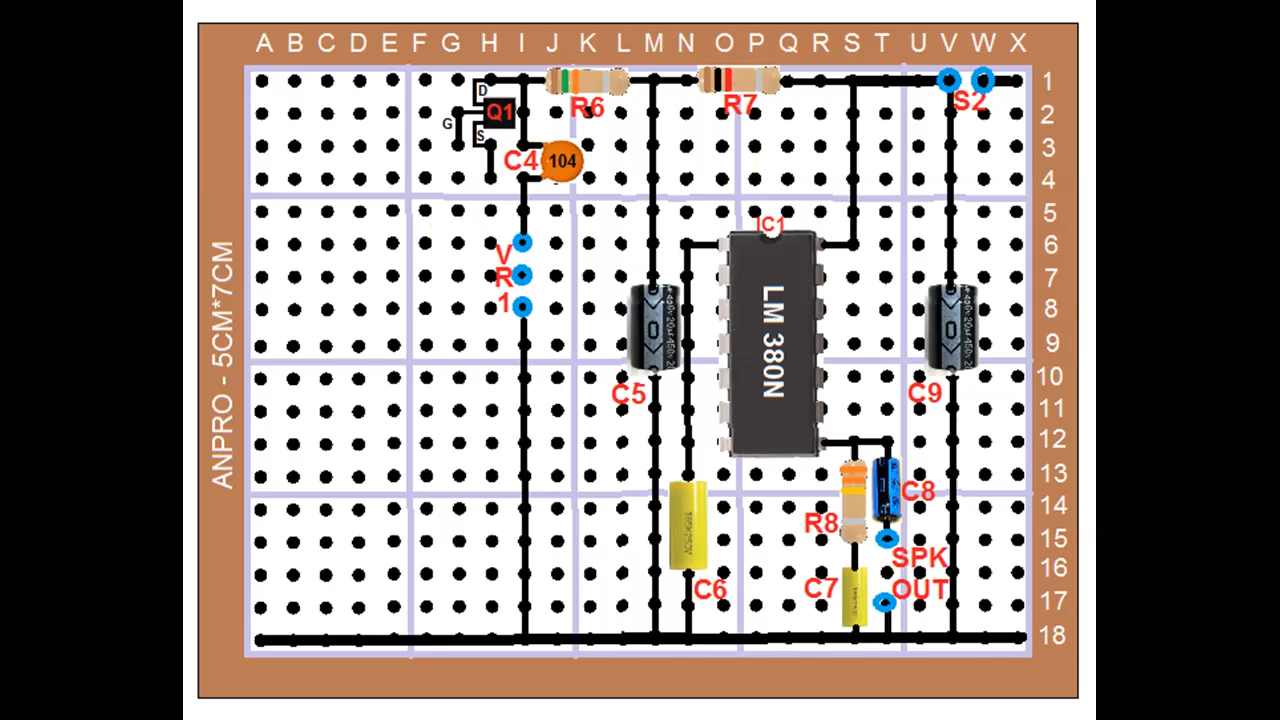 A B C D E F G H I J K L M N O P Q R S T U V W X
1
D
R6
R7
S2
Q1
2
G
S
3
C4
104
4
5
IC1
6
V
R
1
7
8
9
LM 380N
ANPRO - 5CM*7CM
10
C5
C9
11
12
13
C8
14
R8
15
SPK
OUT
16
C6
C7
17
18